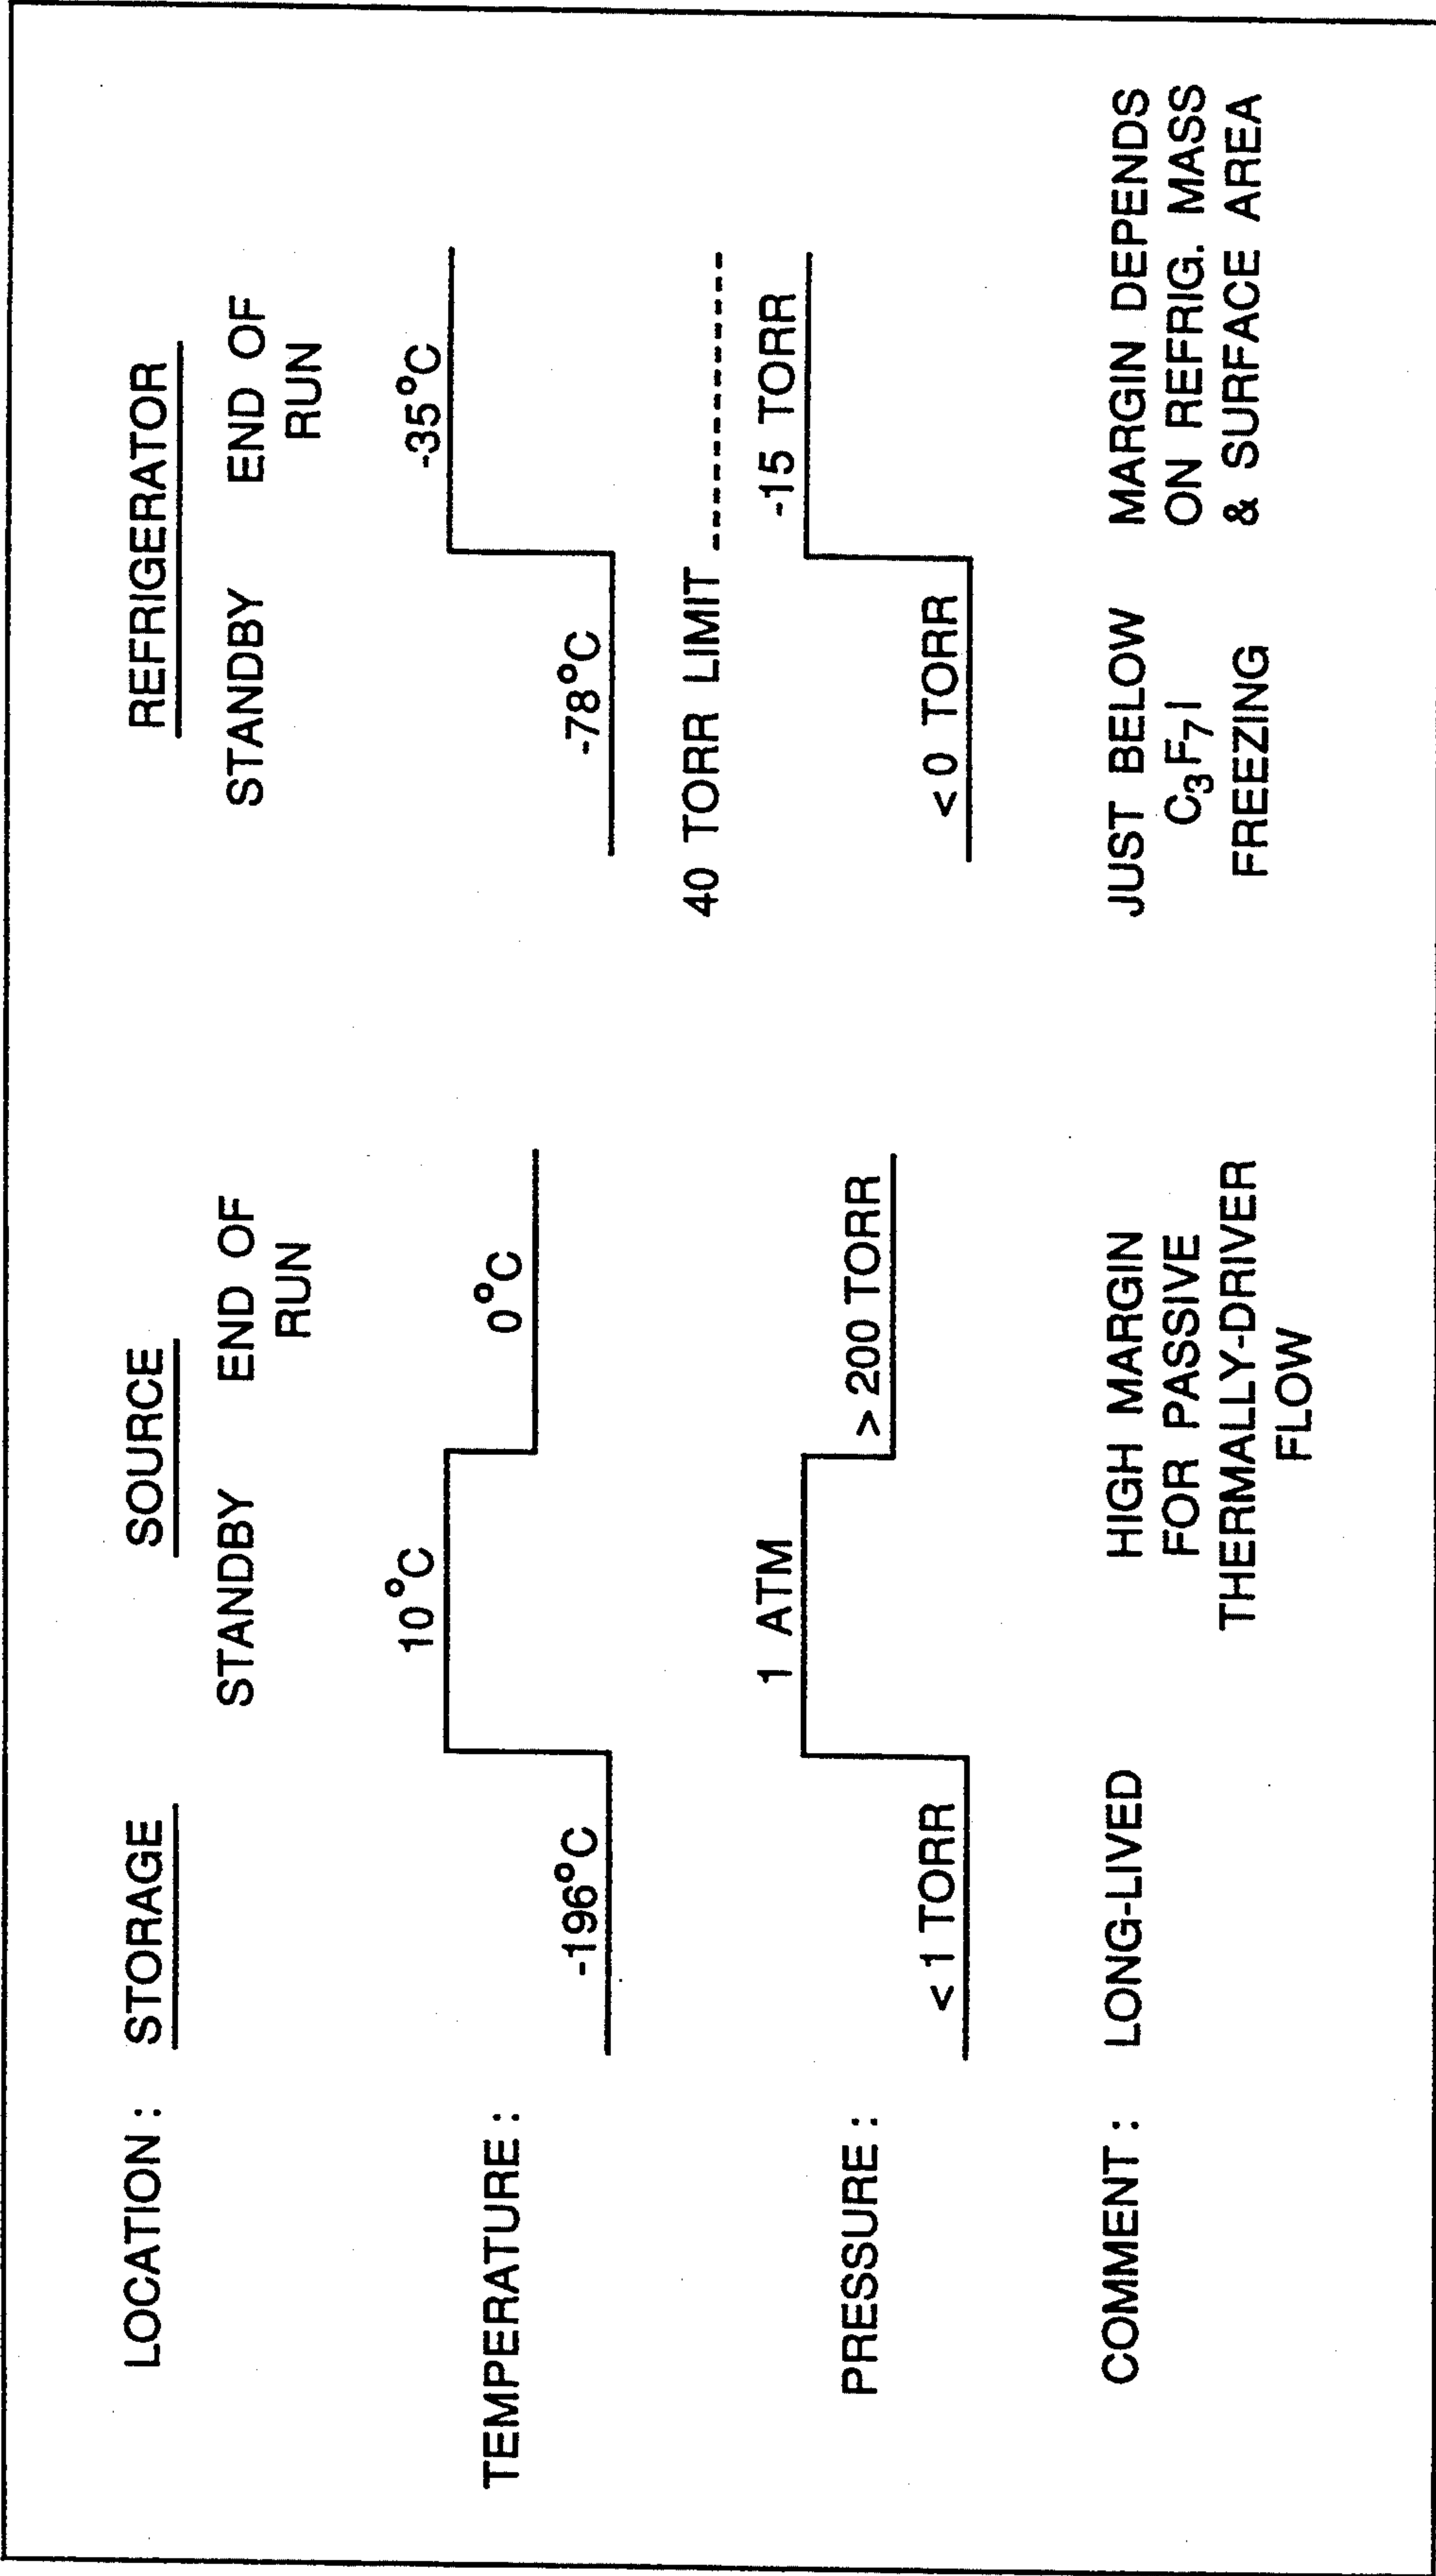 LOCATION : STORAGE SOURCE REFRIGERATOR
STANDBY END OF RUN STANDBY END OF RUN
TEMPERATURE :
-196°C
10°C
0°C
-78°C
-35°C
PRESSURE :
< 1 TORR
1 ATM
> 200 TORR
40 TORR LIMIT
< 0 TORR
-15 TORR
COMMENT : LONG-LIVED
HIGH MARGIN
FOR PASSIVE
THERMALLY-DRIVER
FLOW
JUST BELOW
C₃F₇I
FREEZING
MARGIN DEPENDS
ON REFRIG. MASS
& SURFACE AREA